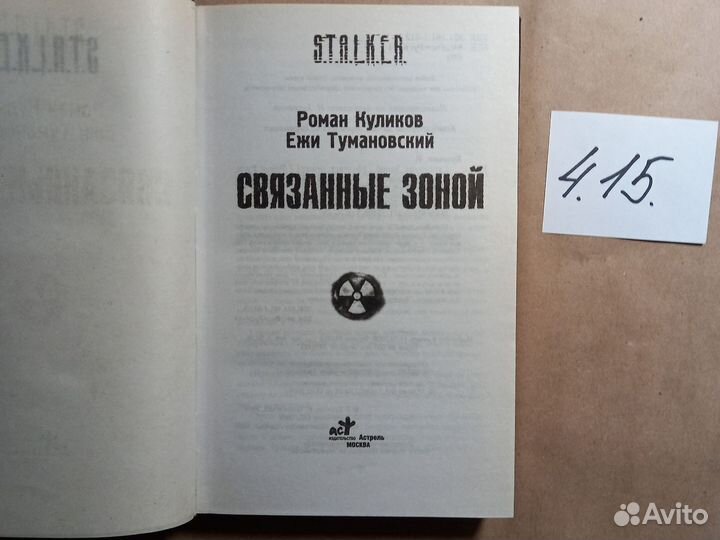 S.T.A.L.K.E.R.
Роман Куликов
Ежи Тумановский
СВЯЗАННЫЕ ЗОНОЙ
аст
издательство Астрель
МОСКВА
4.15.
Avito